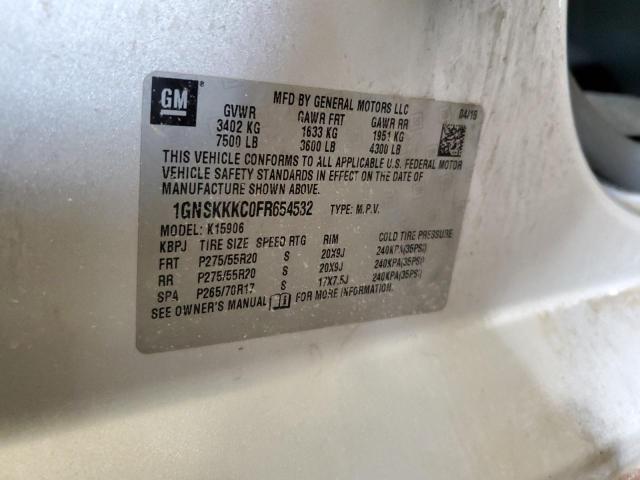 GM
MFD BY GENERAL MOTORS LLC
GVWR GAWR FRT GAWR RR
3402 KG 1633 KG 1951 KG
7500 LB 3600 LB 4300 LB
THIS VEHICLE CONFORMS TO ALL APPLICABLE U.S. FEDERAL MOTOR
VEHICLE SAFETY STANDARDS IN EFFECT ON THE DATE OF
MANUFACTURE SHOWN ABOVE.
1GNSKKKC0FR654532 TYPE: M.P.V.
MODEL: K15906
KBPJ TIRE SIZE SPEED RTG RIM COLD TIRE PRESSURE
FRT P275/55R20 S 20X9J 240KPA(35PSI)
RR P275/55R20 S 20X9J 240KPA(35PSI)
SPA P265/70R17 S 17X7.5J 240KPA(35PSI)
SEE OWNER'S MANUAL FOR MORE INFORMATION.